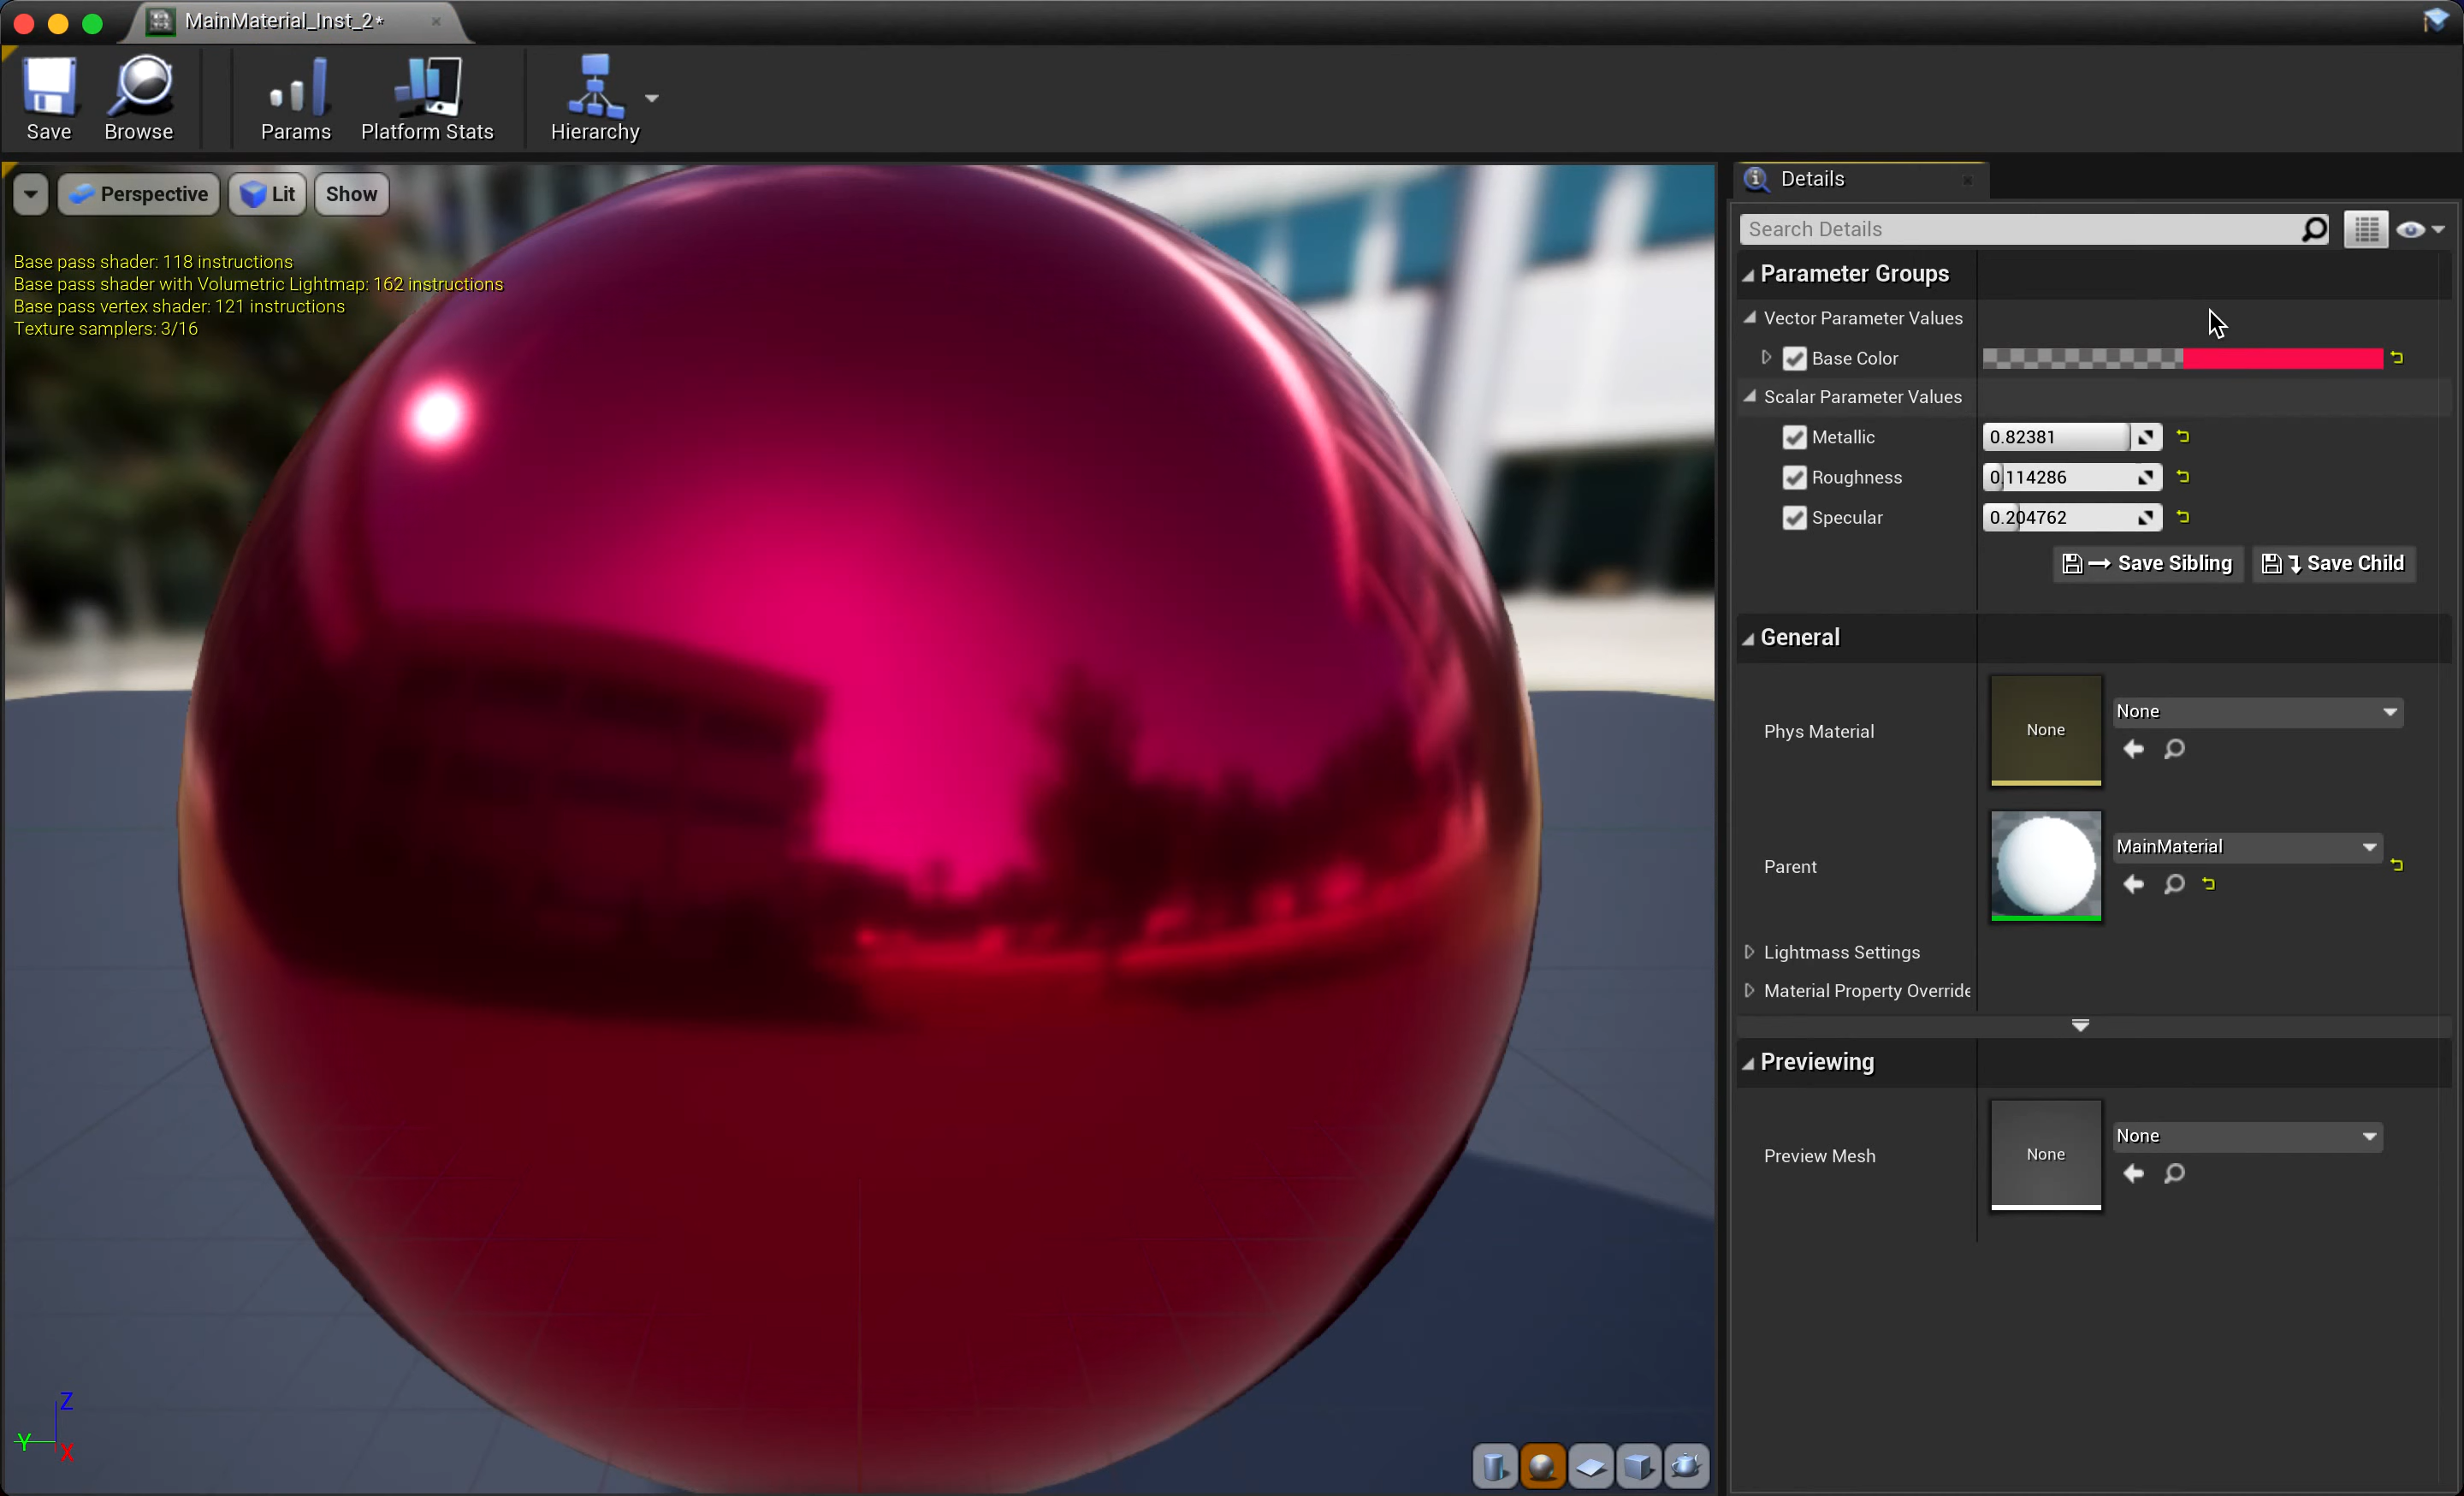 MainMaterial_Inst_2*
Save
Browse
Params
Platform Stats
Hierarchy
Perspective
Lit
Show
Base pass shader: 118 instructions
Base pass shader with Volumetric Lightmap: 162 instructions
Base pass vertex shader: 121 instructions
Texture samplers: 3/16
Z
Y
X
Details
Search Details
Parameter Groups
Vector Parameter Values
Base Color
Scalar Parameter Values
Metallic 0.82381
Roughness 0.114286
Specular 0.204762
Save Sibling Save Child
General
Phys Material None None
Parent MainMaterial
Lightmass Settings
Material Property Override
Previewing
Preview Mesh None None